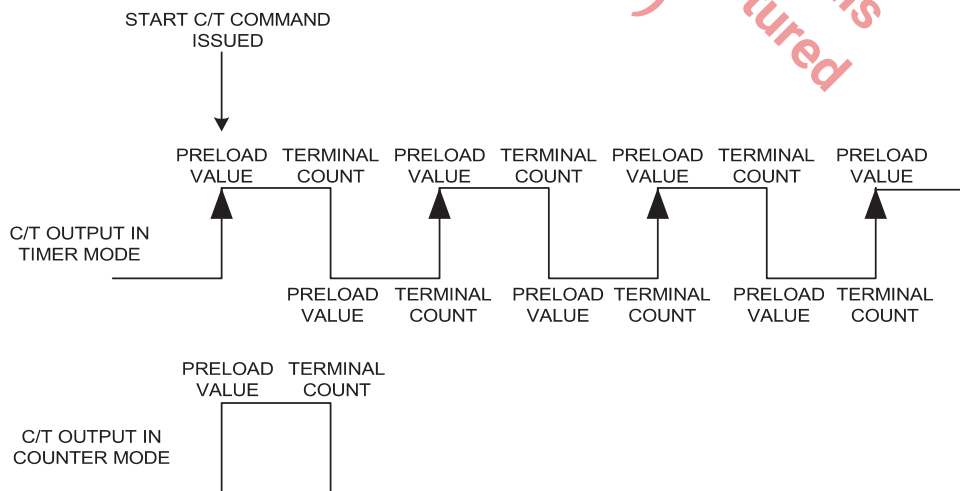 START C/T COMMAND
ISSUED
PRELOAD VALUE
TERMINAL COUNT
PRELOAD VALUE
TERMINAL COUNT
PRELOAD VALUE
TERMINAL COUNT
PRELOAD VALUE
C/T OUTPUT IN
TIMER MODE
PRELOAD VALUE
TERMINAL COUNT
PRELOAD VALUE
TERMINAL COUNT
PRELOAD VALUE
TERMINAL COUNT
PRELOAD VALUE
TERMINAL COUNT
C/T OUTPUT IN
COUNTER MODE